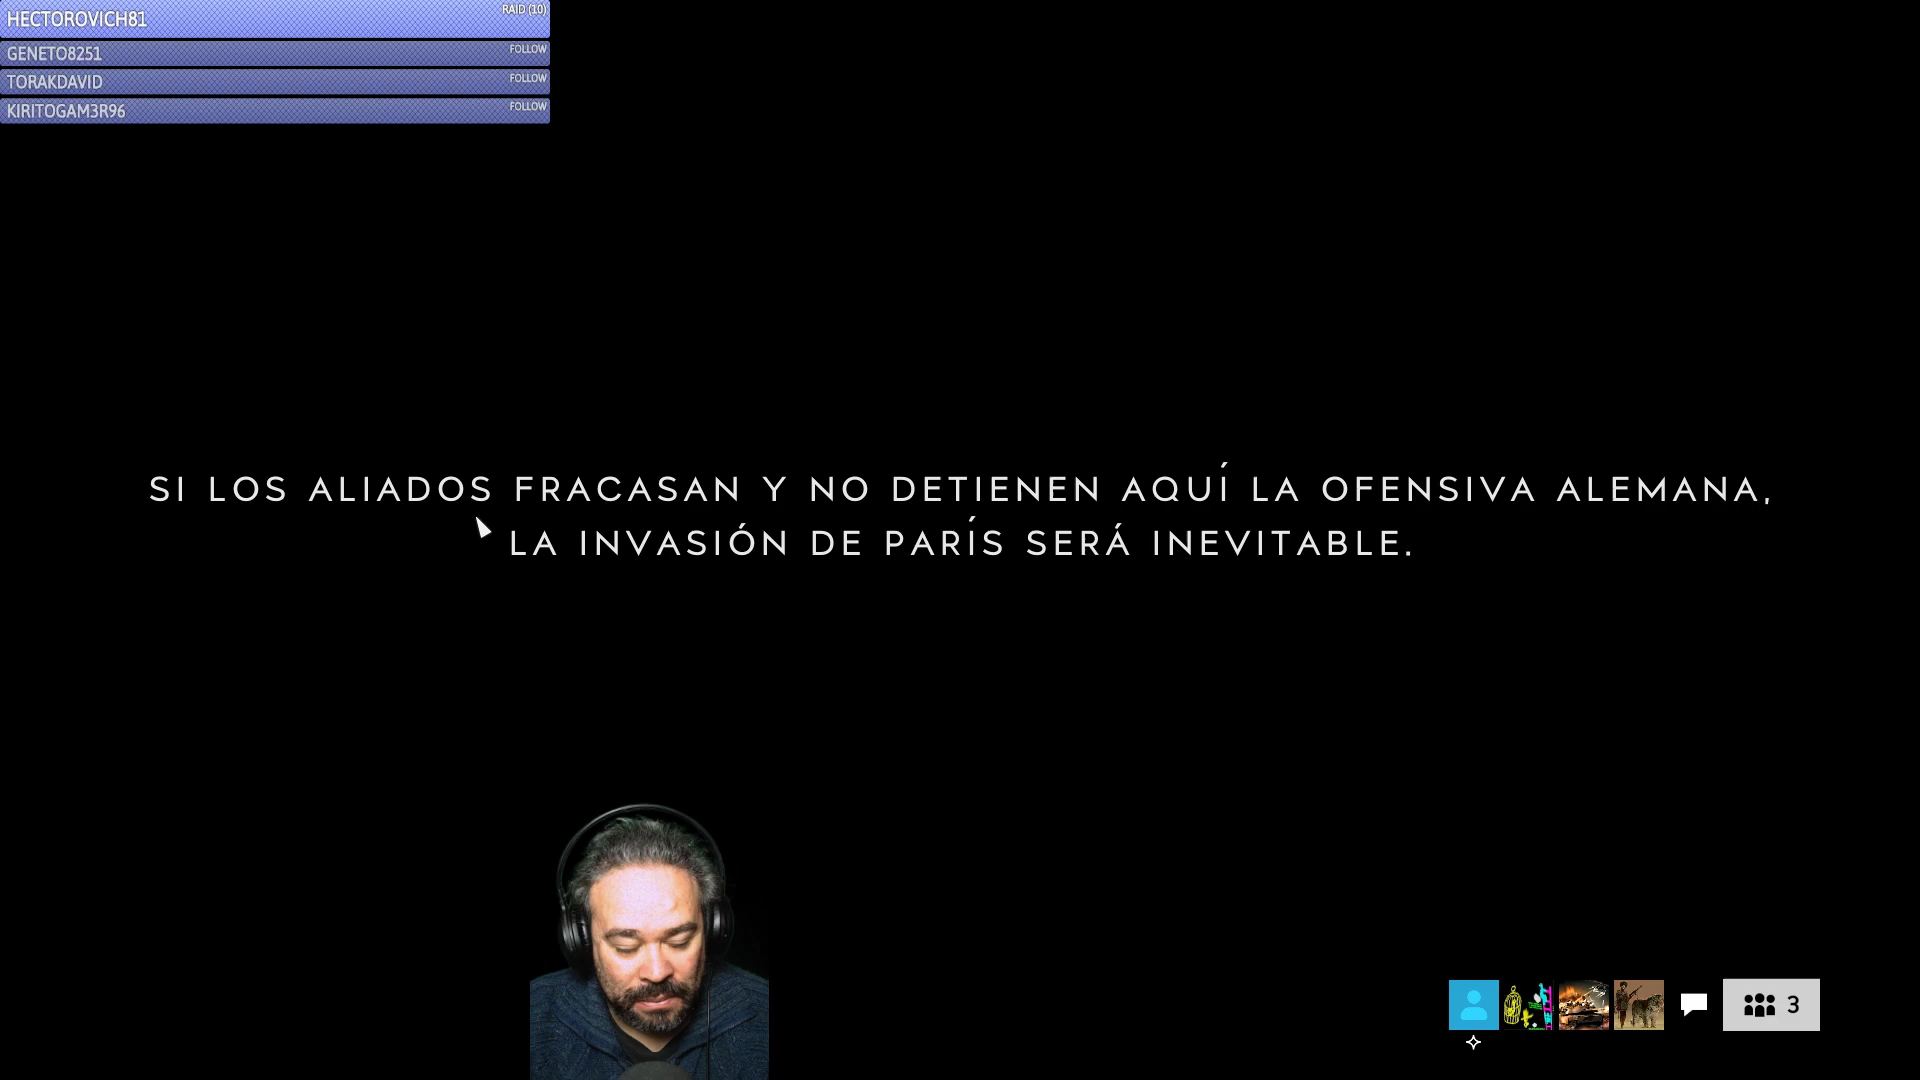 HECTOROVICH81 RAID (10)
GENETO8251 FOLLOW
TORAKDAVID FOLLOW
KIRITOGAM3R96 FOLLOW
SI LOS ALIADOS FRACASAN Y NO DETIENEN AQUÍ LA OFENSIVA ALEMANA,
LA INVASIÓN DE PARÍS SERÁ INEVITABLE.
3